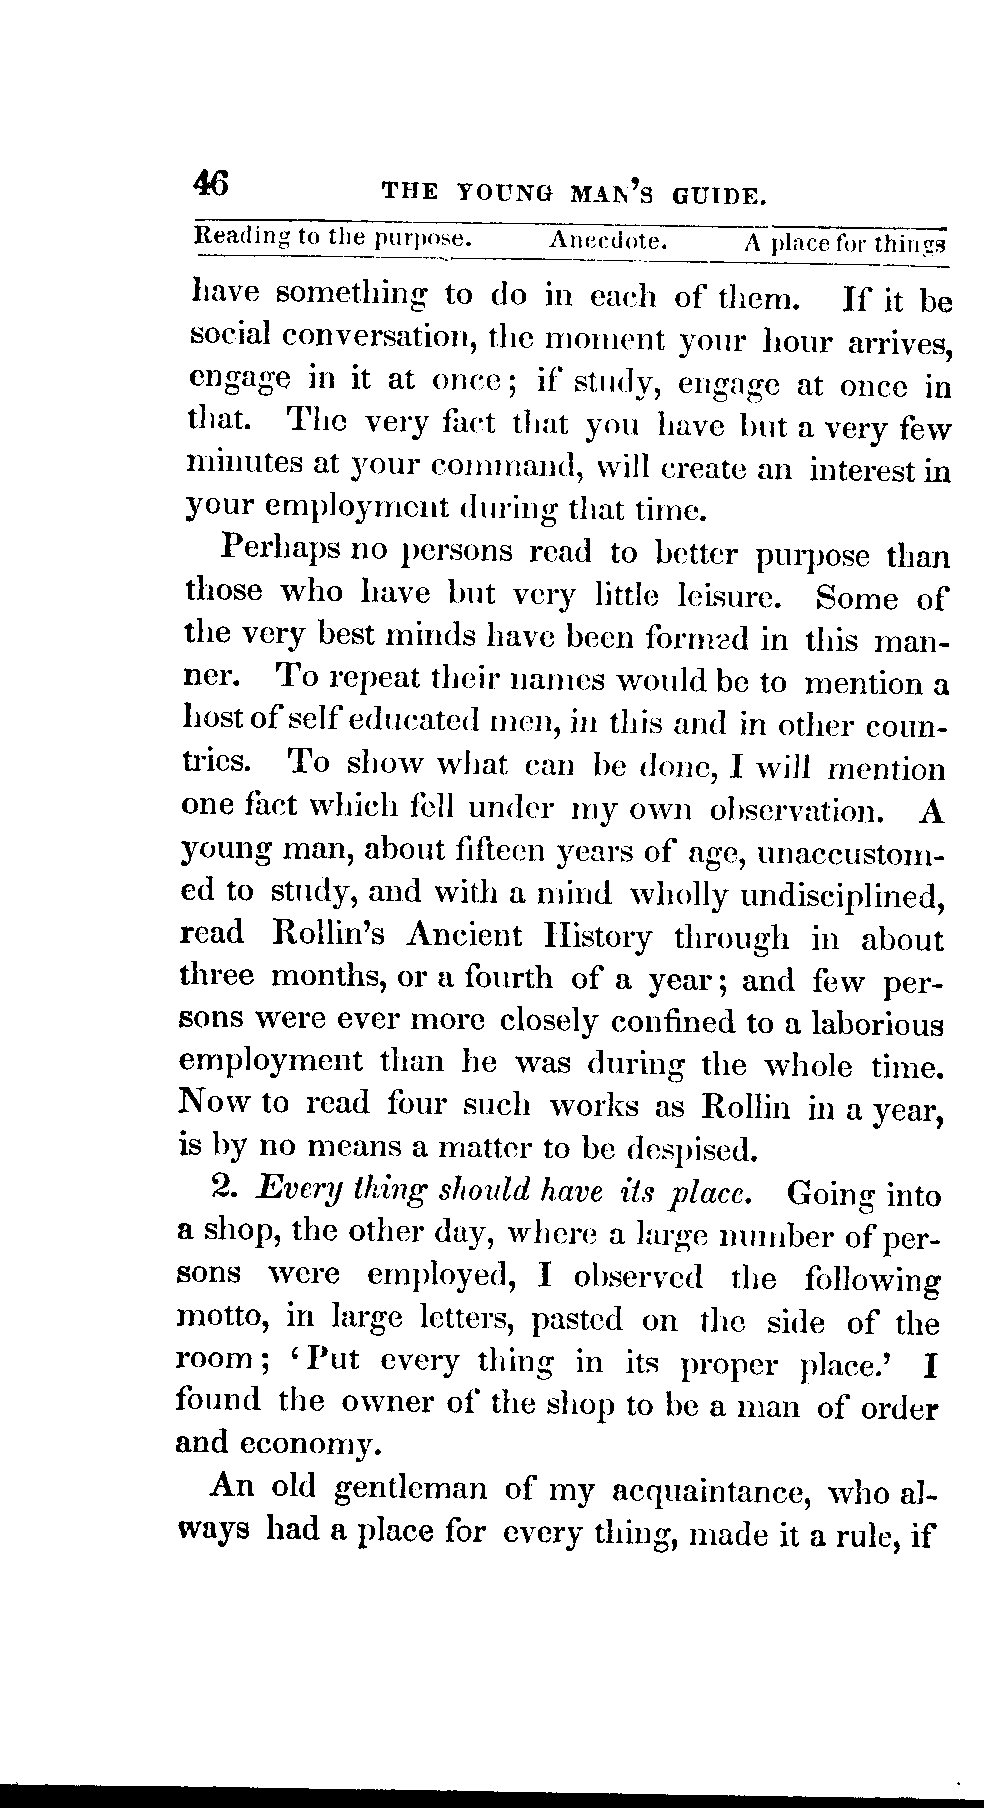 46 THE YOUNG MAN'S GUIDE.
Reading to the purpose. Anecdote. A place for things
have something to do in each of them. If it be
social conversation, the moment your hour arrives,
engage in it at once; if study, engage at once in
that. The very fact that you have but a very few
minutes at your command, will create an interest in
your employment during that time.
Perhaps no persons read to better purpose than
those who have but very little leisure. Some of
the very best minds have been formed in this man-
ner. To repeat their names would be to mention a
host of self educated men, in this and in other coun-
tries. To show what can be done, I will mention
one fact which fell under my own observation. A
young man, about fifteen years of age, unaccustom-
ed to study, and with a mind wholly undisciplined,
read Rollin's Ancient History through in about
three months, or a fourth of a year; and few per-
sons were ever more closely confined to a laborious
employment than he was during the whole time.
Now to read four such works as Rollin in a year,
is by no means a matter to be despised.
2. Every thing should have its place. Going into
a shop, the other day, where a large number of per-
sons were employed, I observed the following
motto, in large letters, pasted on the side of the
room; 'Put every thing in its proper place.' I
found the owner of the shop to be a man of order
and economy.
An old gentleman of my acquaintance, who al-
ways had a place for every thing, made it a rule, if